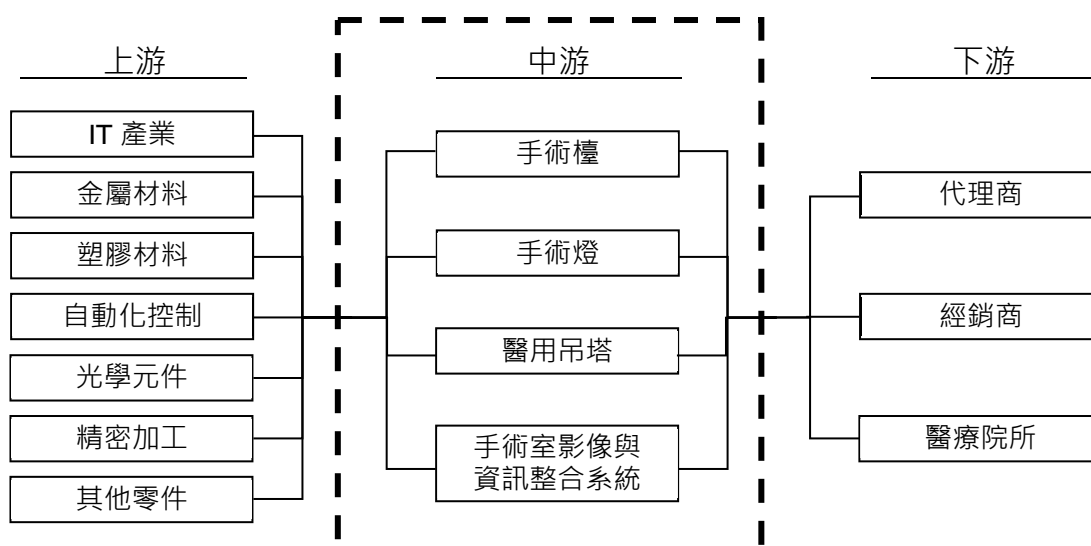 上游
中游
下游
IT 產業
金屬材料
塑膠材料
自動化控制
光學元件
精密加工
其他零件
手術檯
手術燈
醫用吊塔
手術室影像與
資訊整合系統
代理商
經銷商
醫療院所